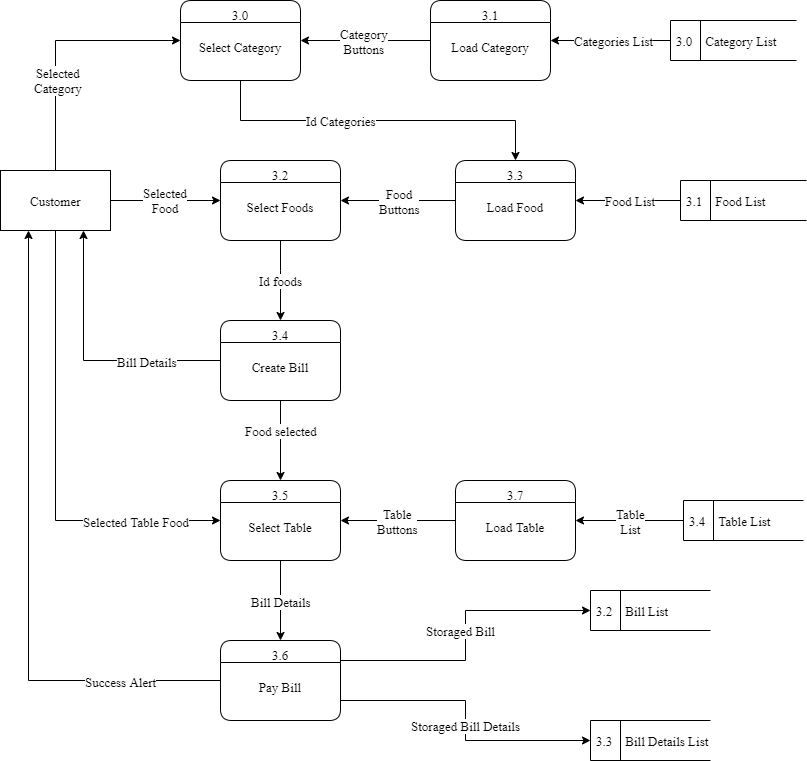 3.0
Select Category
Category
Buttons
3.1
Load Category
Categories List
3.0
Category List
Selected
Category
Id Categories
Customer
Selected
Food
3.2
Select Foods
Food
Buttons
3.3
Load Food
Food List
3.1
Food List
Id foods
3.4
Create Bill
Bill Details
Food selected
Selected Table Food
3.5
Select Table
Table
Buttons
3.7
Load Table
Table
List
3.4
Table List
Bill Details
3.2
Bill List
Storaged Bill
3.6
Pay Bill
Success Alert
Storaged Bill Details
3.3
Bill Details List